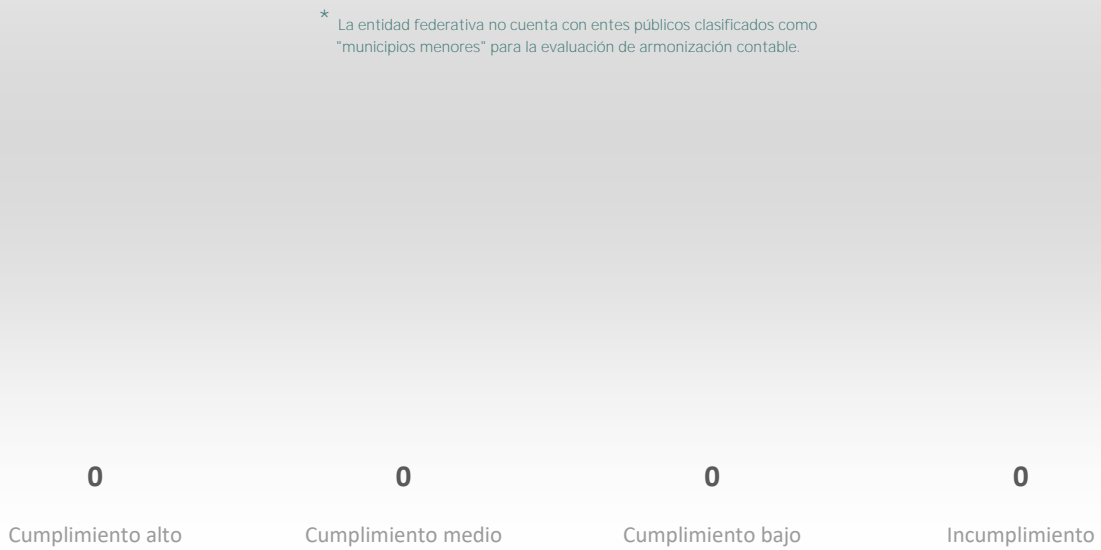 * La entidad federativa no cuenta con entes públicos clasificados como
"municipios menores" para la evaluación de armonización contable.
0 0 0 0
Cumplimiento alto Cumplimiento medio Cumplimiento bajo Incumplimiento